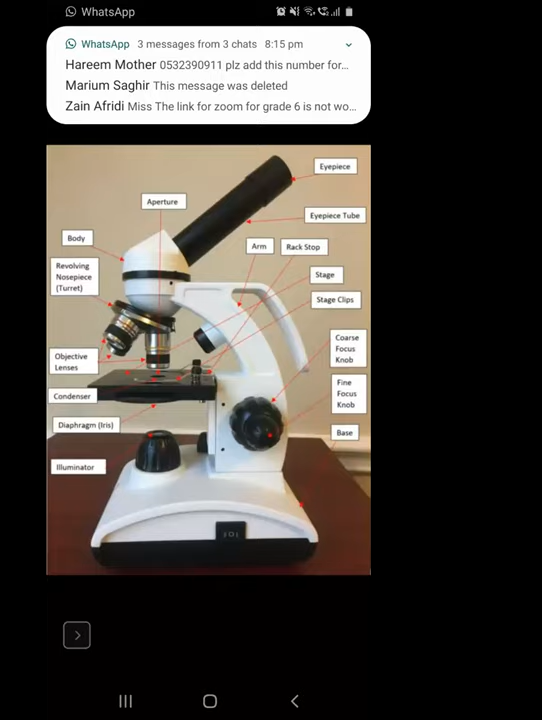 WhatsApp
WhatsApp 3 messages from 3 chats 8:15 pm
Hareem Mother 0532390911 plz add this number for...
Marium Saghir This message was deleted
Zain Afridi Miss The link for zoom for grade 6 is not wo...
Eyepiece
Aperture
Eyepiece Tube
Body
Arm
Rack Stop
Revolving
Nosepiece
(Turret)
Stage
Stage Clips
Coarse
Focus
Knob
Objective
Lenses
Fine
Focus
Knob
Condenser
Diaphragm (Iris)
Base
Illuminator